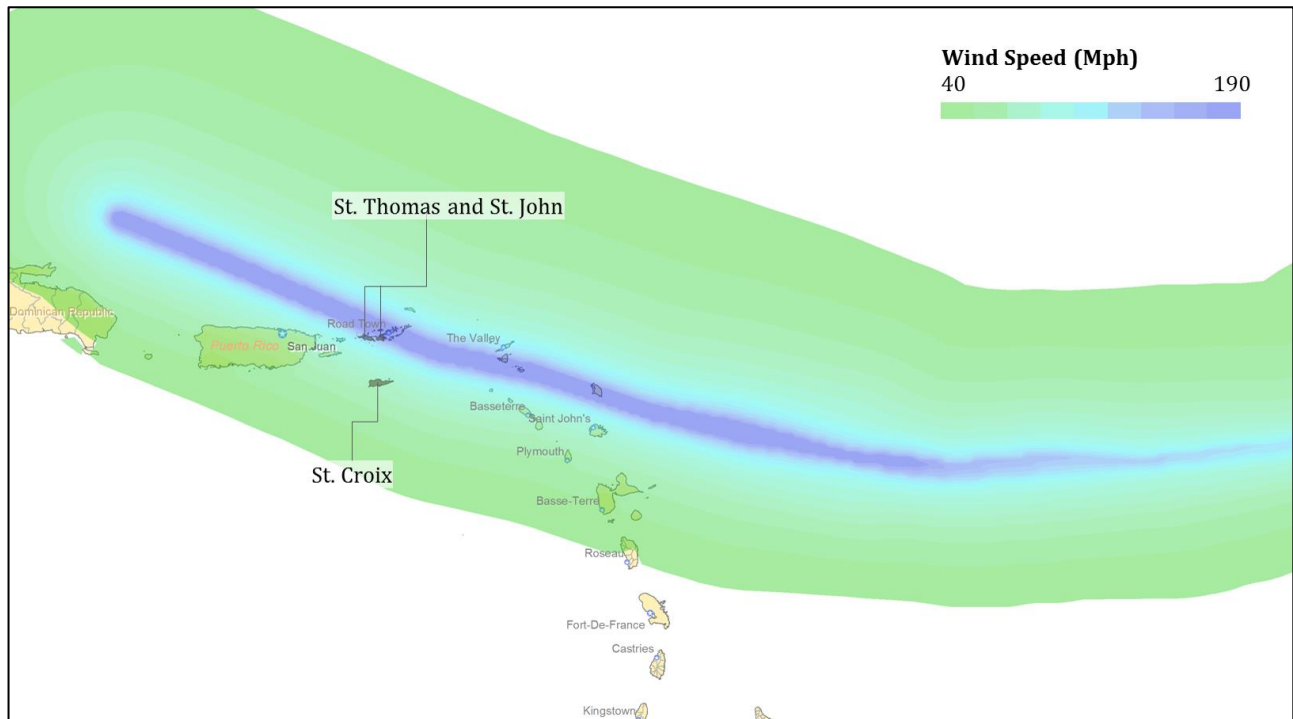 Wind Speed (Mph)
40 190
St. Thomas and St. John
Dominican Republic
Road Town
The Valley
Puerto Rico
San Juan
Basseterre
Saint John's
Plymouth
St. Croix
Basse-Terre
Roseau
Fort-De-France
Castries
Kingstown